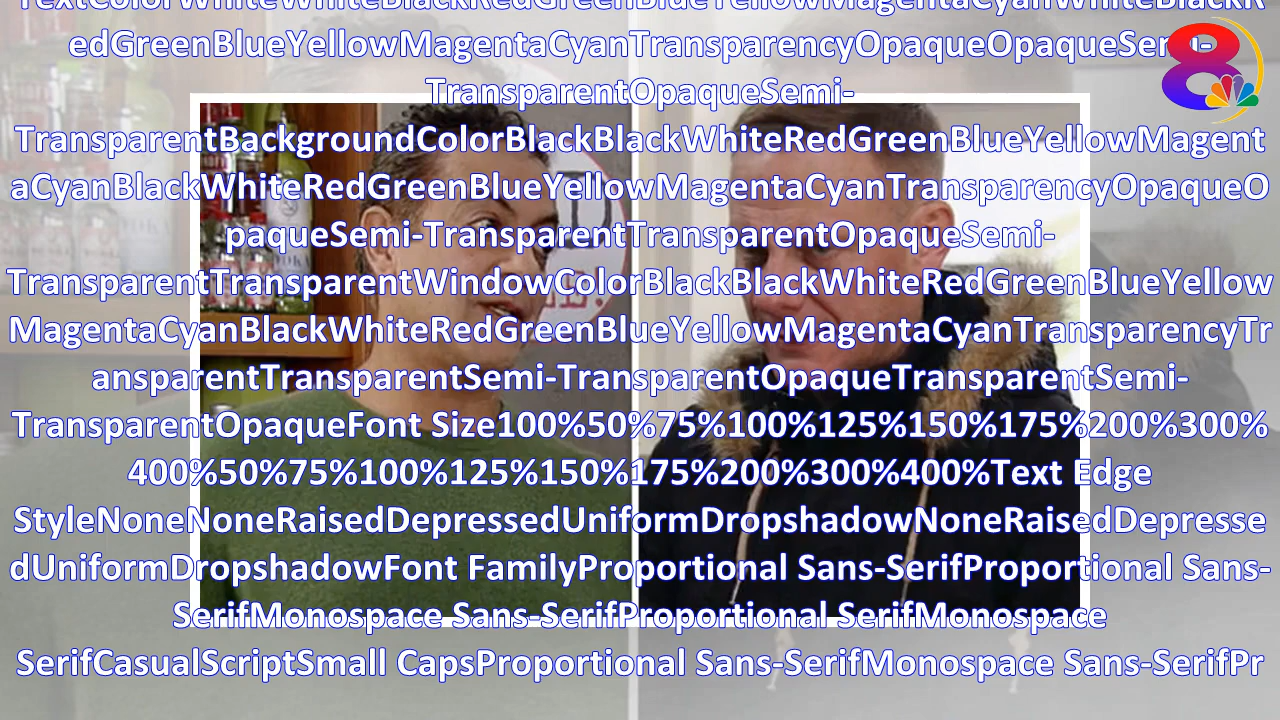 TextColorWhiteWhiteBlackRedGreenBlueYellowMagentaCyanWhiteBlackR
edGreenBlueYellowMagentaCyanTransparencyOpaqueOpaqueSemi-
TransparentOpaqueSemi-
TransparentBackgroundColorBlackBlackWhiteRedGreenBlueYellowMagent
aCyanBlackWhiteRedGreenBlueYellowMagentaCyanTransparencyOpaqueO
paqueSemi-TransparentTransparentOpaqueSemi-
TransparentTransparentWindowColorBlackBlackWhiteRedGreenBlueYellow
MagentaCyanBlackWhiteRedGreenBlueYellowMagentaCyanTransparencyTr
ansparentTransparentSemi-TransparentOpaqueTransparentSemi-
TransparentOpaqueFont Size100%50%75%100%125%150%175%200%300%
400%50%75%100%125%150%175%200%300%400%Text Edge
StyleNoneNoneRaisedDepressedUniformDropshadowNoneRaisedDepresse
dUniformDropshadowFont FamilyProportional Sans-SerifProportional Sans-
SerifMonospace Sans-SerifProportional SerifMonospace
SerifCasualScriptSmall CapsProportional Sans-SerifMonospace Sans-SerifPr
8